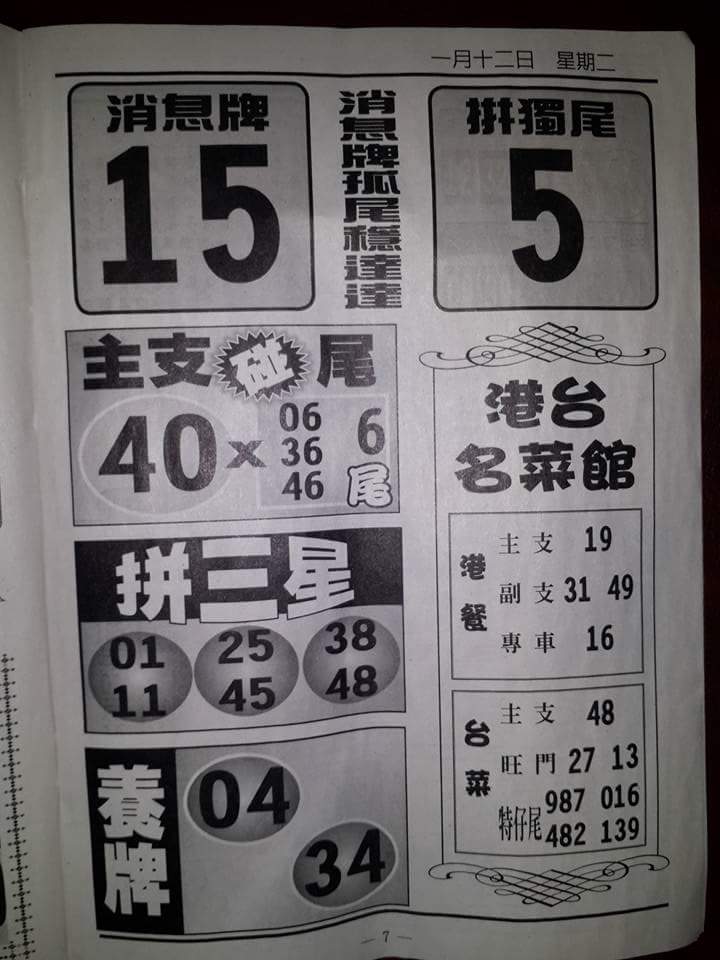 一月十二日 星期二
消息牌
15
消息牌孤尾穩達達
拚獨尾
5
主支碰尾
40 x 06 36 46 6尾
拼三星
01 25 38
11 45 48
養牌
04
34
港台
名菜館
港餐
主支 19
副支 31 49
專車 16
台菜
主支 48
旺門 27 13
特仔尾 987 016
482 139
— 7 —